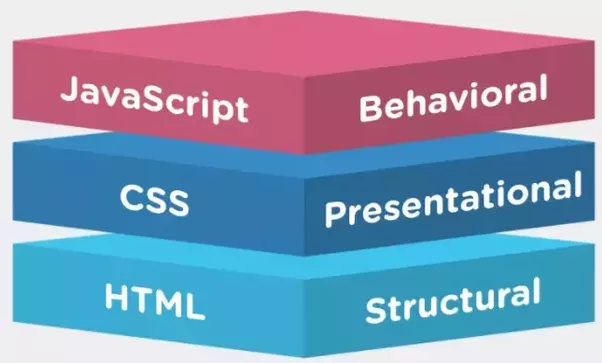 JavaScript
Behavioral
CSS
Presentational
HTML
Structural